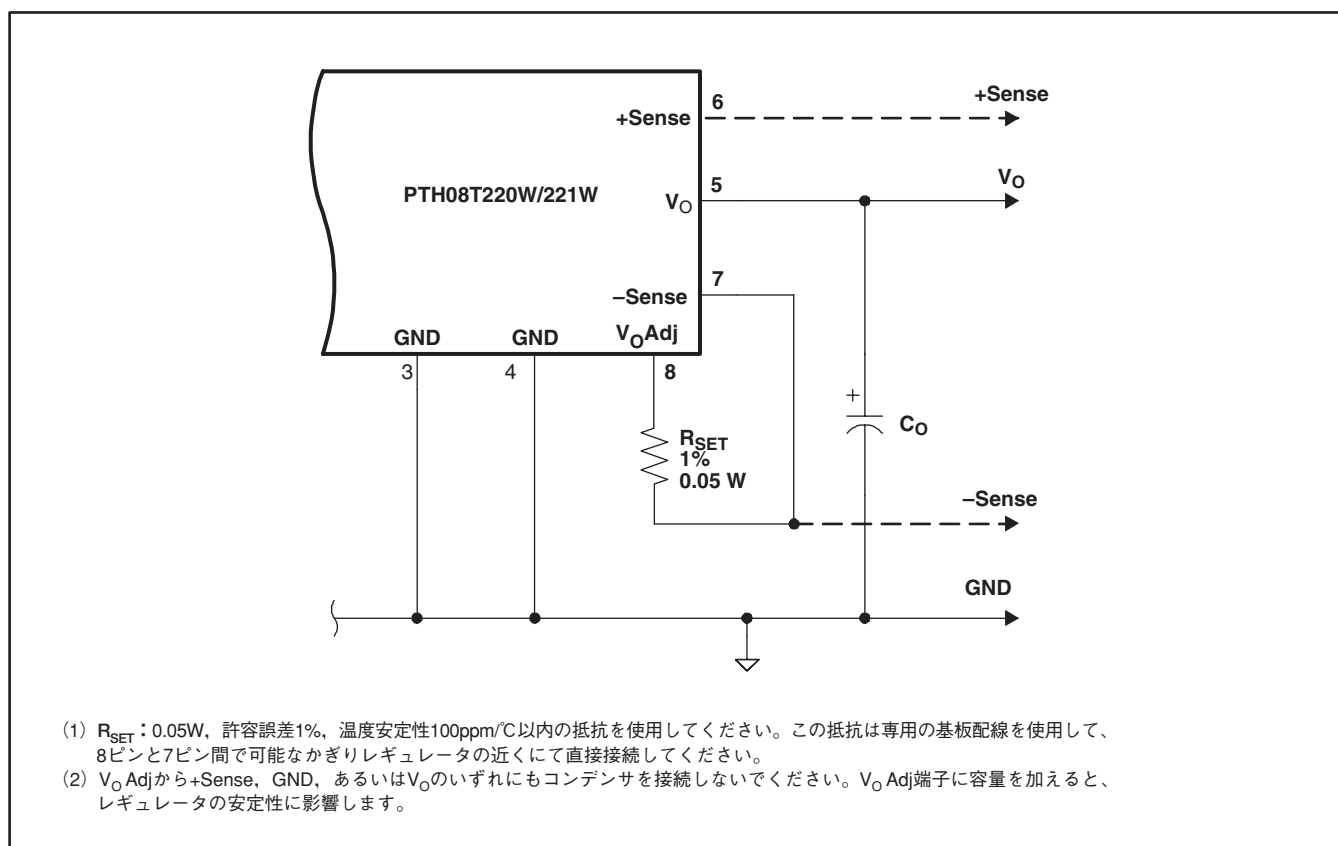 6
+Sense
+Sense
PTH08T220W/221W
5
VO
VO
7
–Sense
GND
GND
VOAdj
3
4
8
+
CO
RSET
1%
0.05 W
–Sense
GND
(1) RSET：0.05W，許容誤差1%，温度安定性100ppm/℃以内の抵抗を使用してください。この抵抗は専用の基板配線を使用して、
8ピンと7ピン間で可能なかぎりレギュレータの近くにて直接接続してください。
(2) VO Adjから+Sense，GND，あるいはVOのいずれにもコンデンサを接続しないでください。VO Adj端子に容量を加えると、
レギュレータの安定性に影響します。